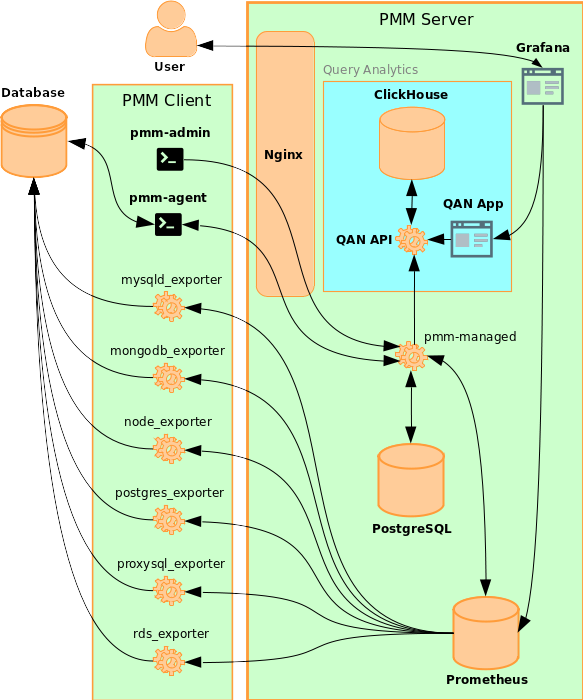 PMM Server
Grafana
User
Query Analytics
Database
PMM Client
ClickHouse
pmm-admin
Nginx
pmm-agent
QAN App
QAN API
mysqld_exporter
pmm-managed
mongodb_exporter
node_exporter
postgres_exporter
PostgreSQL
proxysql_exporter
rds_exporter
Prometheus